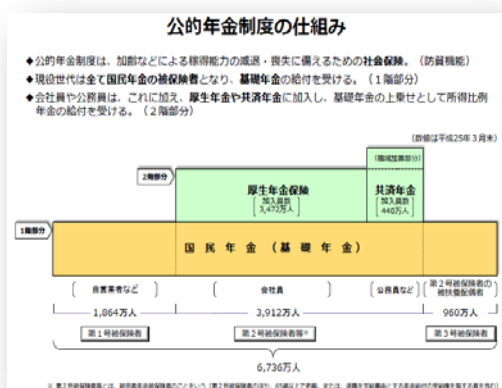 公的年金制度の仕組み
◆公的年金制度は、加齢などによる稼得能力の減退・喪失に備えるための社会保険。（防貧機能）
◆現役世代は全て国民年金の被保険者となり、基礎年金の給付を受ける。（１階部分）
◆会社員や公務員は、これに加え、厚生年金や共済年金に加入し、基礎年金の上乗せとして所得比例
年金の給付を受ける。（２階部分）
（数値は平成25年３月末）
（職域加算部分）
2階部分
厚生年金保険
加入員数
3,472万人
共済年金
加入員数
440万人
1階部分
国 民 年 金 （ 基 礎 年 金 ）
自営業者など
会社員
公務員など
第２号被保険者の
被扶養配偶者
1,864万人
3,912万人
960万人
第１号被保険者
第２号被保険者等※
第３号被保険者
6,736万人